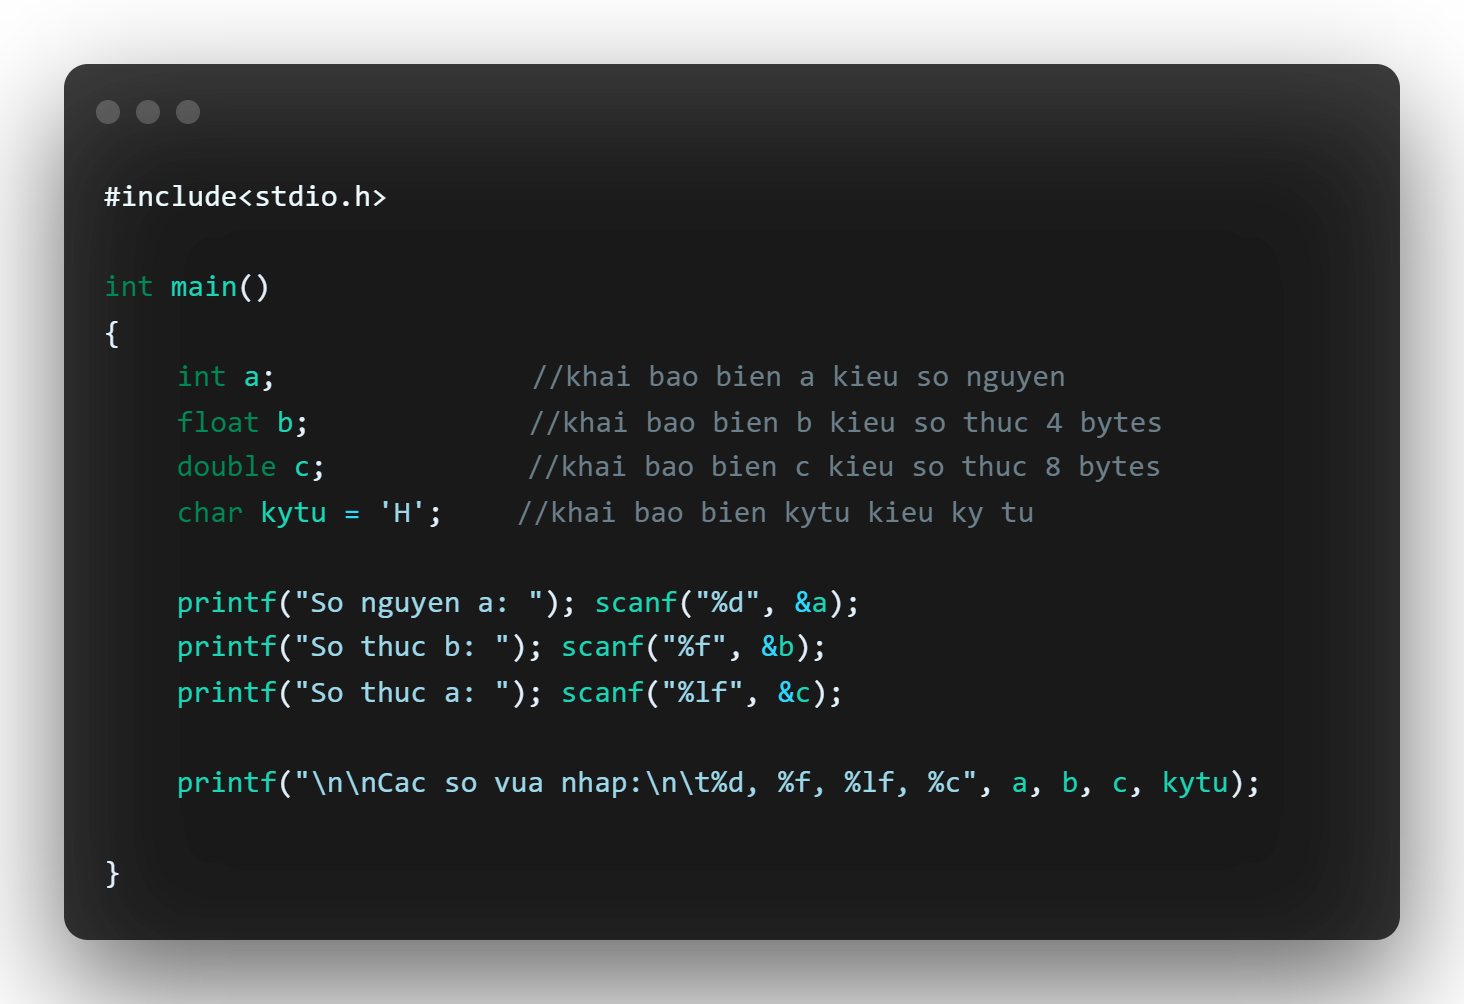 #include<stdio.h>
int main()
{
int a; //khai bao bien a kieu so nguyen
float b; //khai bao bien b kieu so thuc 4 bytes
double c; //khai bao bien c kieu so thuc 8 bytes
char kytu = 'H'; //khai bao bien kytu kieu ky tu
printf("So nguyen a: "); scanf("%d", &a);
printf("So thuc b: "); scanf("%f", &b);
printf("So thuc a: "); scanf("%lf", &c);
printf("\n\nCac so vua nhap:\n\t%d, %f, %lf, %c", a, b, c, kytu);
}